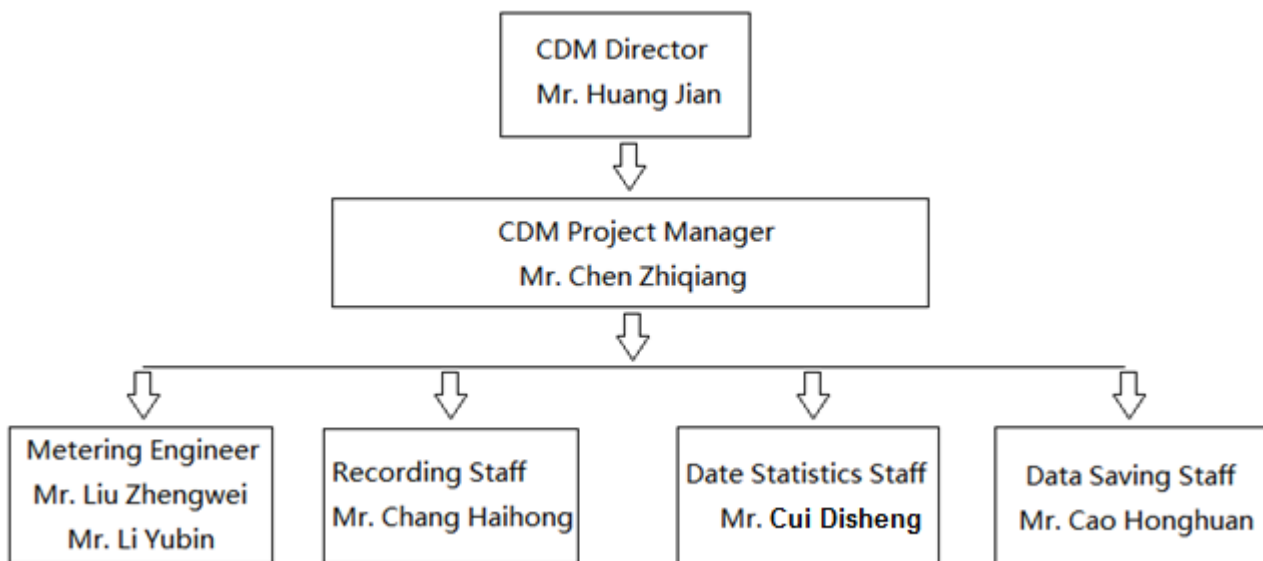 CDM Director
Mr. Huang Jian
CDM Project Manager
Mr. Chen Zhiqiang
Metering Engineer
Mr. Liu Zhengwei
Mr. Li Yubin
Recording Staff
Mr. Chang Haihong
Date Statistics Staff
Mr. Cui Disheng
Data Saving Staff
Mr. Cao Honghuan